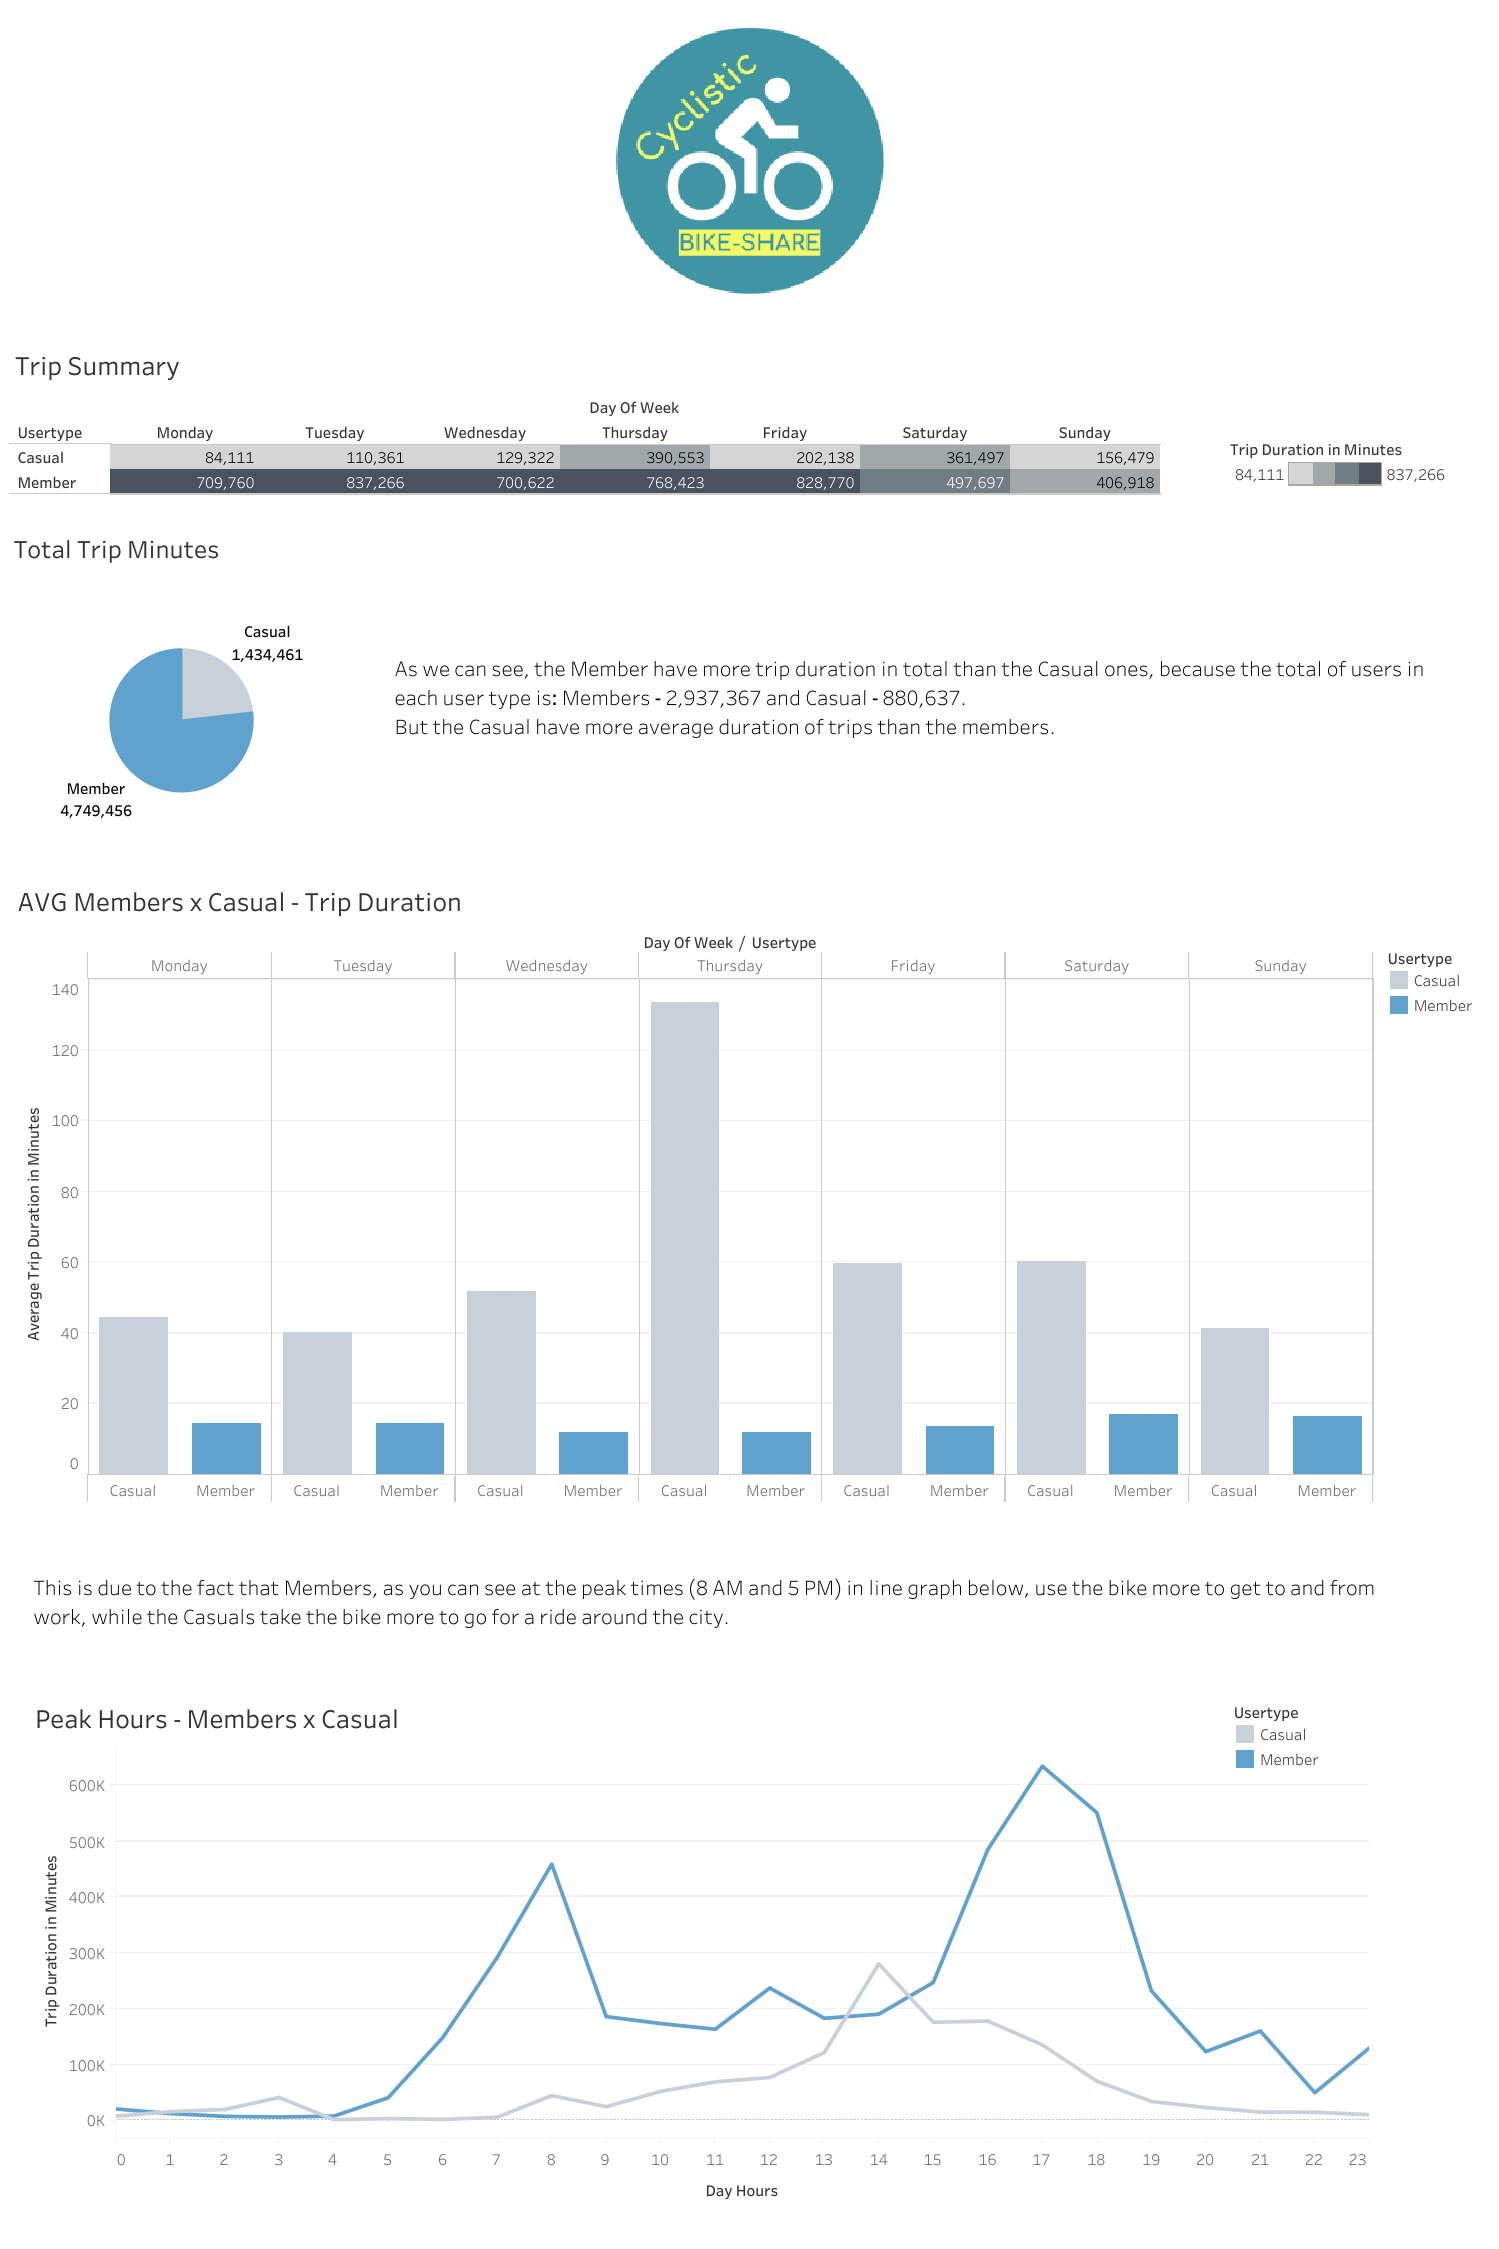 Cyclistic
BIKE-SHARE
Trip Summary
Day Of Week
Usertype Monday Tuesday Wednesday Thursday Friday Saturday Sunday
Casual 84,111 110,361 129,322 390,553 202,138 361,497 156,479
Member 709,760 837,266 700,622 768,423 828,770 497,697 406,918
Trip Duration in Minutes
84,111 837,266
Total Trip Minutes
Casual
1,434,461
Member
4,749,456
As we can see, the Member have more trip duration in total than the Casual ones, because the total of users in
each user type is: Members - 2,937,367 and Casual - 880,637.
But the Casual have more average duration of trips than the members.
AVG Members x Casual - Trip Duration
Day Of Week / Usertype
Monday Tuesday Wednesday Thursday Friday Saturday Sunday
Usertype
Casual
Member
Average Trip Duration in Minutes
140
120
100
80
60
40
20
0
Casual Member Casual Member Casual Member Casual Member Casual Member Casual Member Casual Member
This is due to the fact that Members, as you can see at the peak times (8 AM and 5 PM) in line graph below, use the bike more to get to and from
work, while the Casuals take the bike more to go for a ride around the city.
Peak Hours - Members x Casual
Usertype
Casual
Member
Trip Duration in Minutes
600K
500K
400K
300K
200K
100K
0K
0 1 2 3 4 5 6 7 8 9 10 11 12 13 14 15 16 17 18 19 20 21 22 23
Day Hours